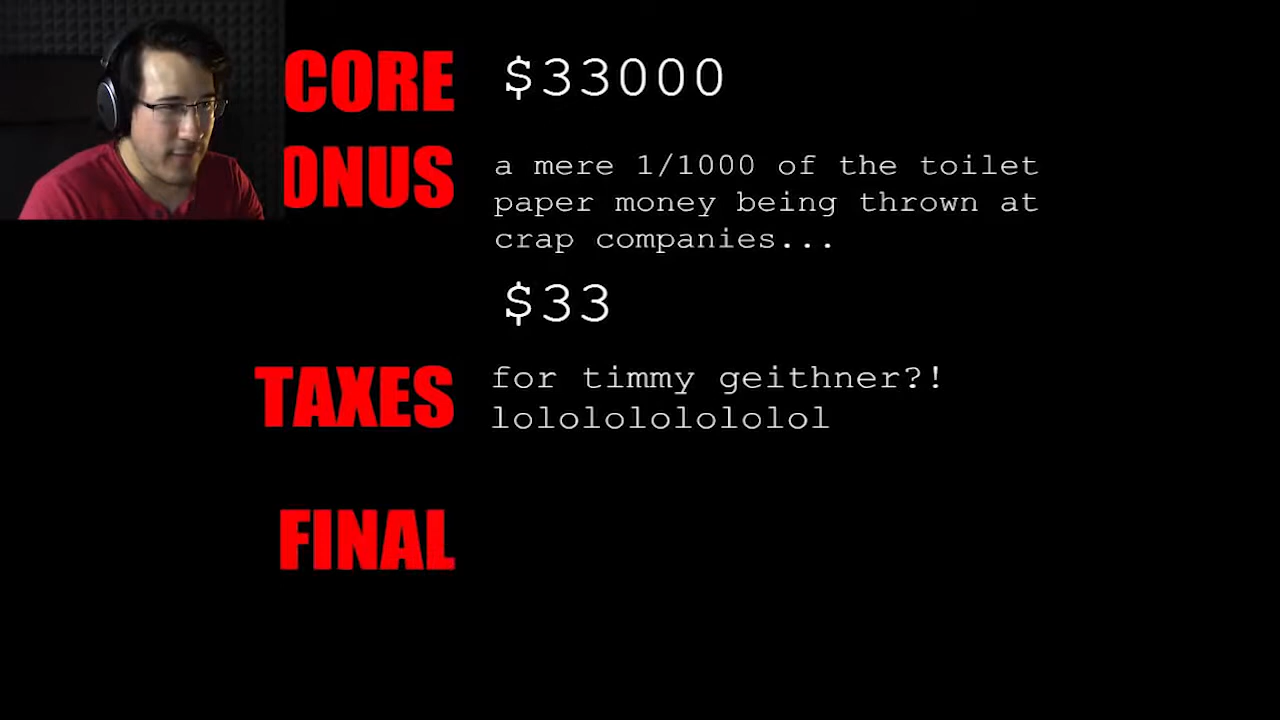 CORE $33000
ONUS a mere 1/1000 of the toilet
paper money being thrown at
crap companies...
$33
TAXES for timmy geithner?!
lololololololol
FINAL